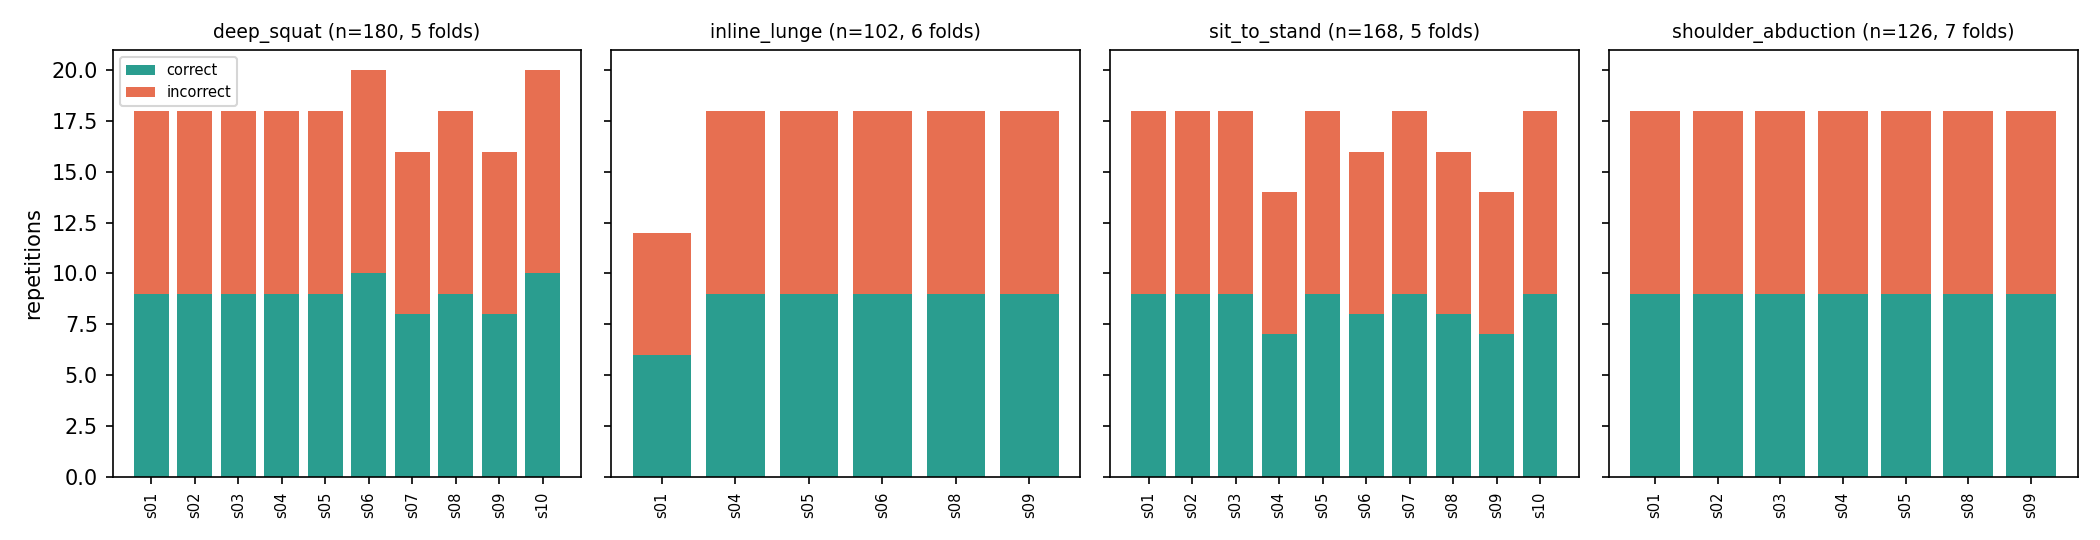 deep_squat (n=180, 5 folds)
inline_lunge (n=102, 6 folds)
sit_to_stand (n=168, 5 folds)
shoulder_abduction (n=126, 7 folds)
correct
incorrect
repetitions
20.0
17.5
15.0
12.5
10.0
7.5
5.0
2.5
0.0
s01 s02 s03 s04 s05 s06 s07 s08 s09 s10
s01 s04 s05 s06 s08 s09
s01 s02 s03 s04 s05 s06 s07 s08 s09 s10
s01 s02 s03 s04 s05 s08 s09